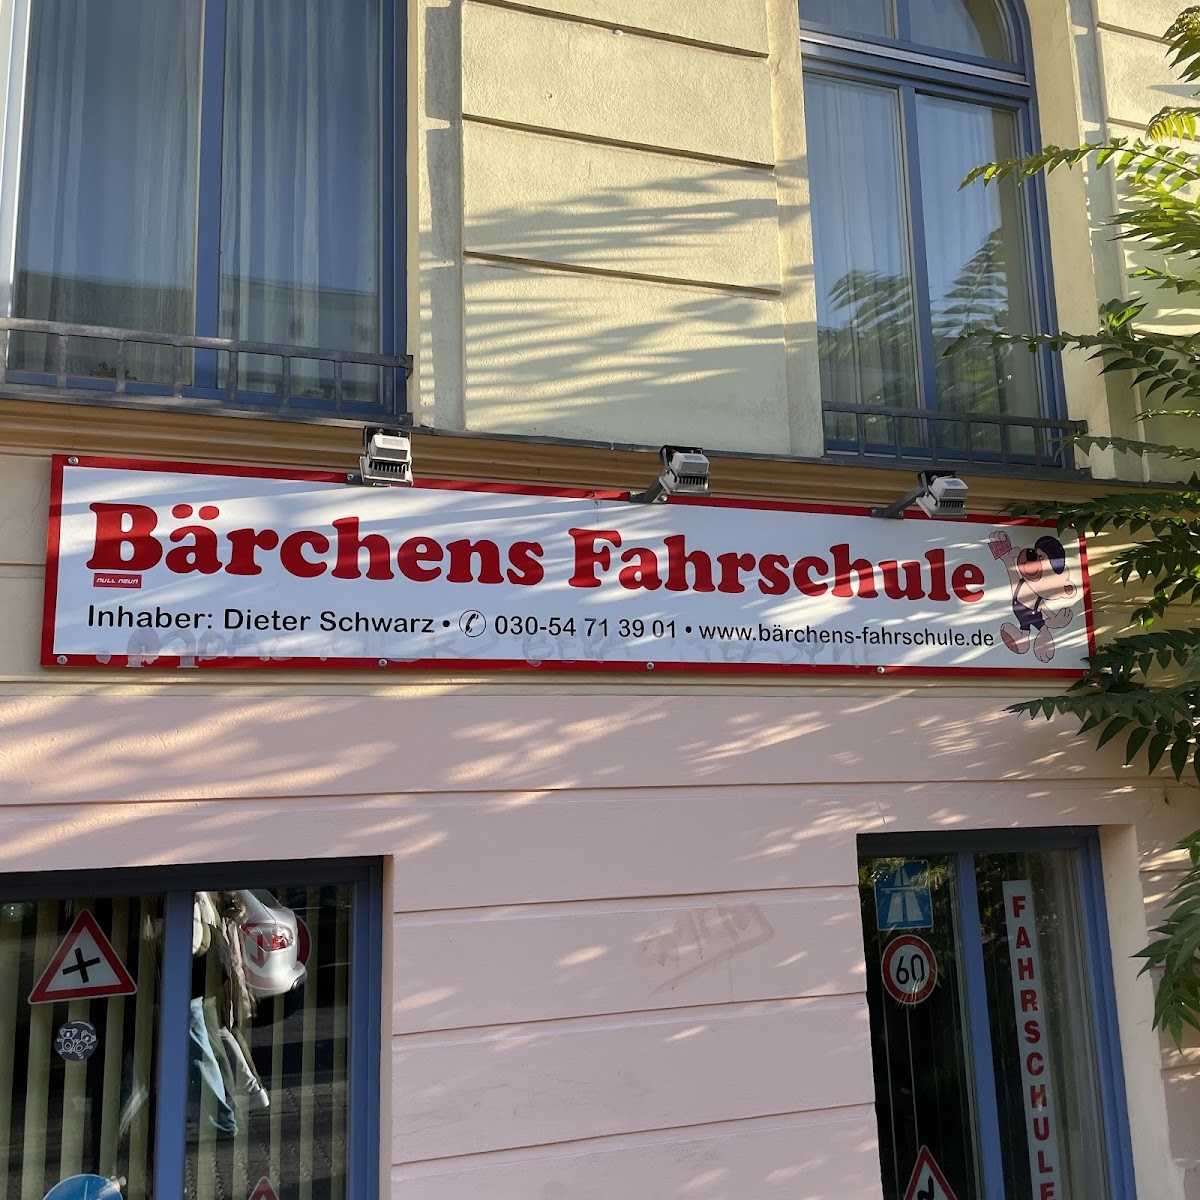 Bärchens Fahrschule
NULL NEUN
Inhaber: Dieter Schwarz • ✆ 030-54 71 39 01 • www.bärchens-fahrschule.de
60
FAHRSCHULE